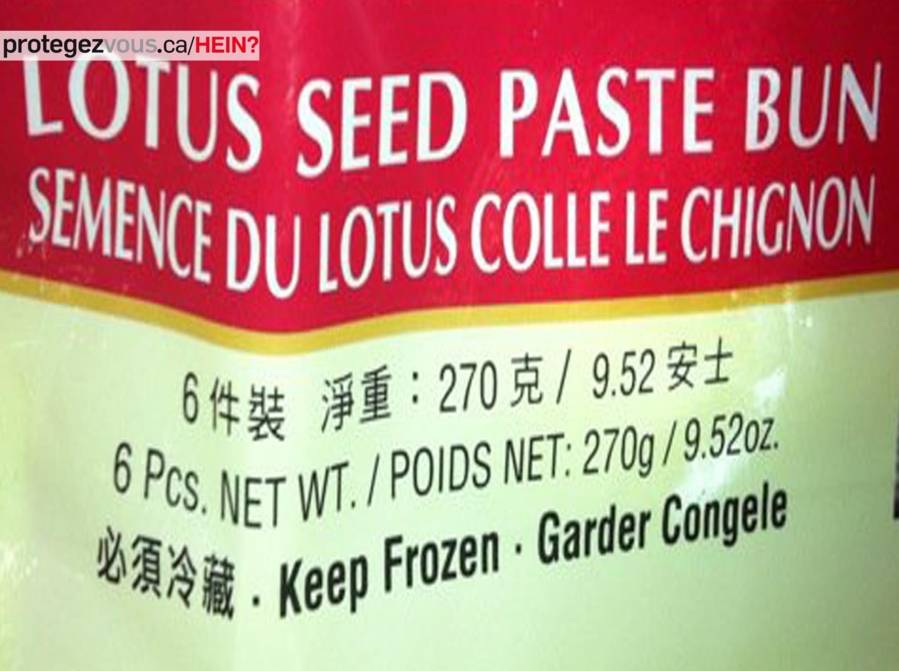 protegezvous.ca/HEIN?
LOTUS SEED PASTE BUN
SEMENCE DU LOTUS COLLE LE CHIGNON
6件裝 淨重：270克/ 9.52安士
6 Pcs. NET WT. / POIDS NET: 270g / 9.52oz.
必須冷藏 · Keep Frozen · Garder Congele